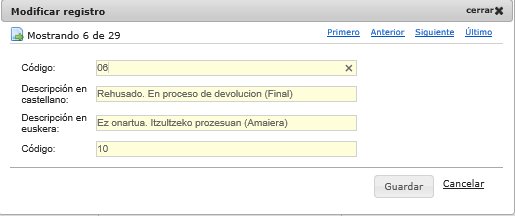 Modificar registro cerrar
Mostrando 6 de 29 Primero Anterior Siguiente Último
Código: 06
Descripción en castellano: Rehusado. En proceso de devolucion (Final)
Descripción en euskera: Ez onartua. Itzultzeko prozesuan (Amaiera)
Código: 10
Guardar Cancelar